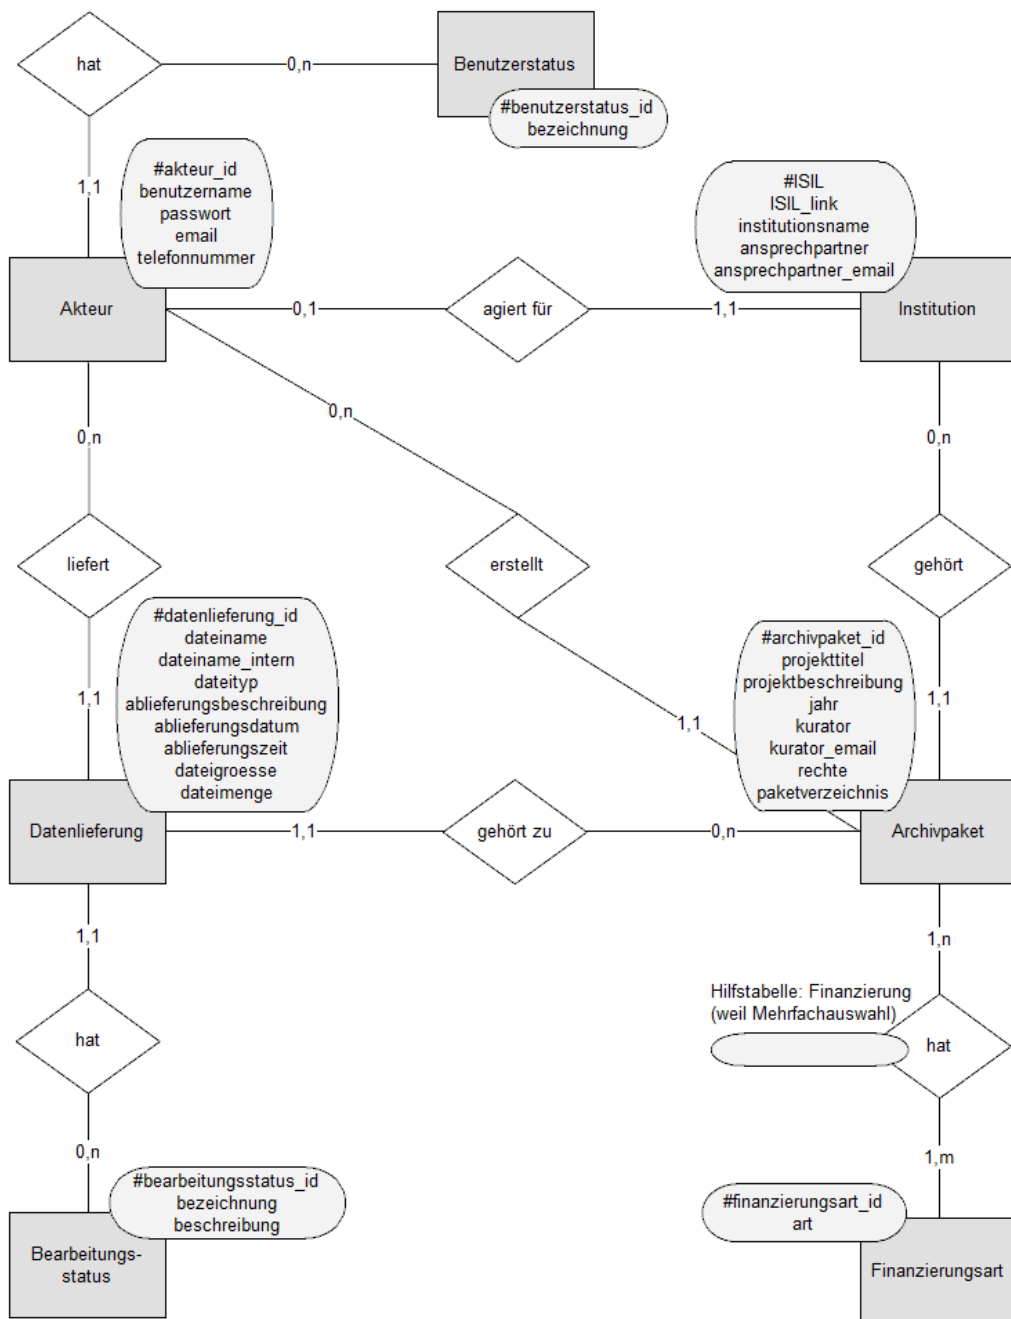 hat
0,n
Benutzerstatus
#benutzerstatus_id
bezeichnung
1,1
#akteur_id
benutzername
passwort
email
telefonnummer
#ISIL
ISIL_link
institutionsname
ansprechpartner
ansprechpartner_email
Akteur
0,1
agiert für
1,1
Institution
0,n
0,n
0,n
liefert
erstellt
gehört
#datenlieferung_id
dateiname
dateiname_intern
dateityp
ablieferungsbeschreibung
ablieferungsdatum
ablieferungszeit
dateigroesse
dateimenge
#archivpaket_id
projekttitel
projektbeschreibung
jahr
kurator
kurator_email
rechte
paketverzeichnis
1,1
1,1
1,1
Datenlieferung
1,1
gehört zu
0,n
Archivpaket
1,1
1,n
Hilfstabelle: Finanzierung
(weil Mehrfachauswahl)
hat
hat
0,n
1,m
#bearbeitungsstatus_id
bezeichnung
beschreibung
#finanzierungsart_id
art
Bearbeitungs-
status
Finanzierungsart